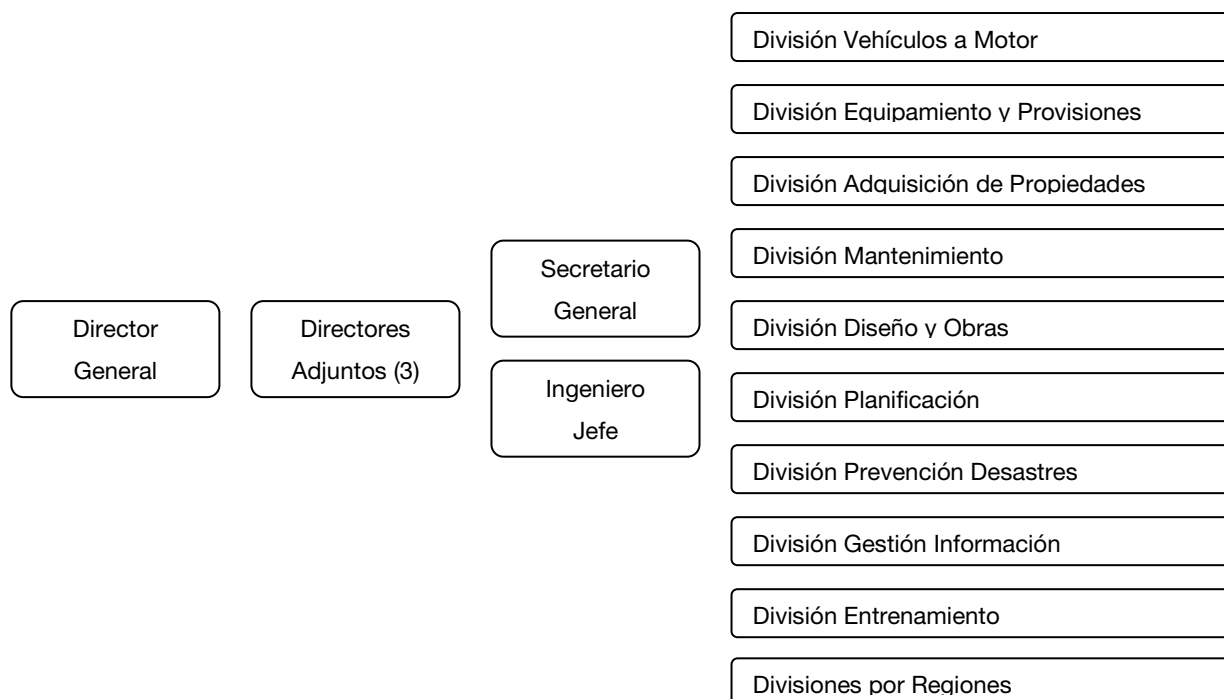 Director
General
Directores
Adjuntos (3)
Secretario
General
Ingeniero
Jefe
División Vehículos a Motor
División Equipamiento y Provisiones
División Adquisición de Propiedades
División Mantenimiento
División Diseño y Obras
División Planificación
División Prevención Desastres
División Gestión Información
División Entrenamiento
Divisiones por Regiones